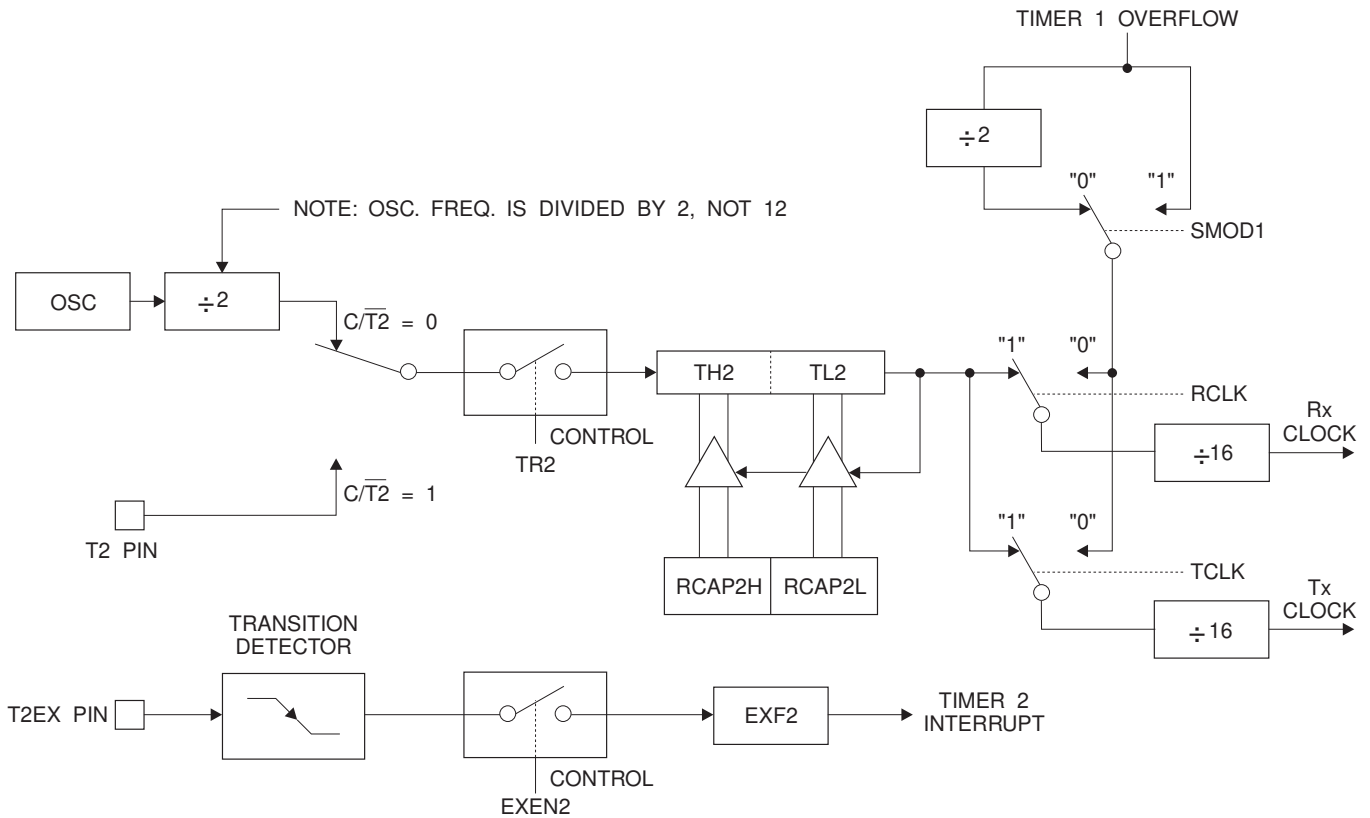 TIMER 1 OVERFLOW
÷2
"0"
"1"
SMOD1
NOTE: OSC. FREQ. IS DIVIDED BY 2, NOT 12
OSC
÷2
C/T̅2̅ = 0
TH2
TL2
"1"
"0"
RCLK
CONTROL
TR2
÷16
Rx
CLOCK
C/T̅2̅ = 1
T2 PIN
"1"
"0"
RCAP2H
RCAP2L
TCLK
÷16
Tx
CLOCK
TRANSITION
DETECTOR
T2EX PIN
EXF2
TIMER 2
INTERRUPT
CONTROL
EXEN2